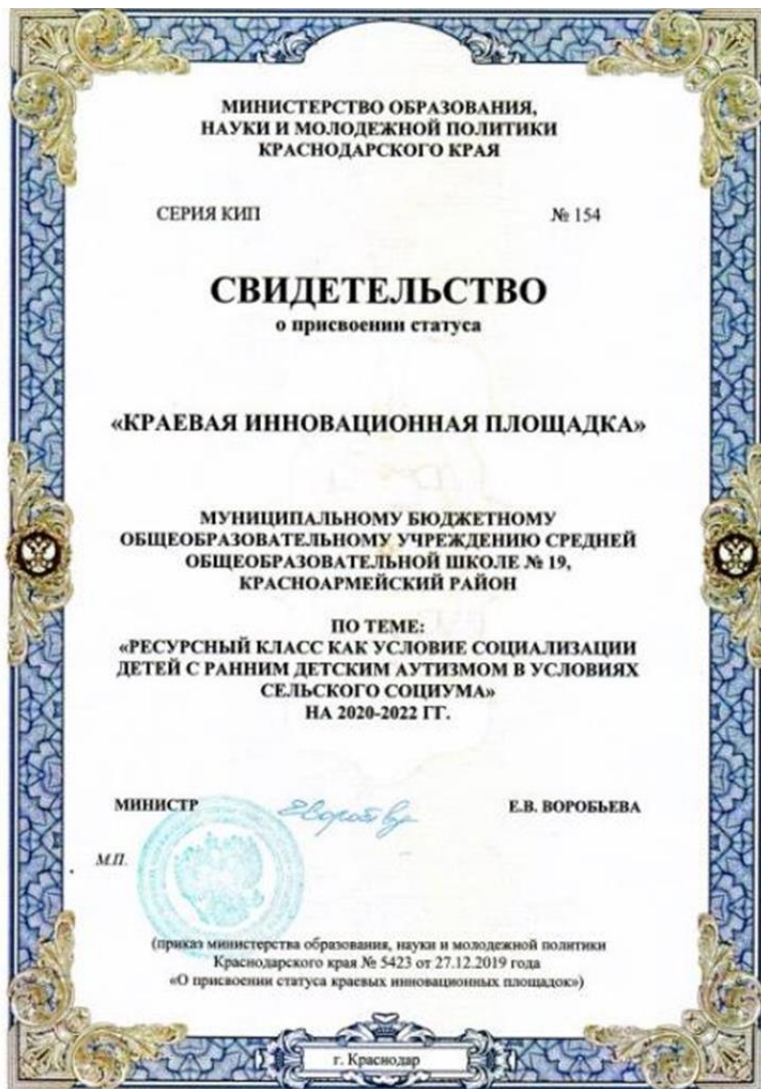 МИНИСТЕРСТВО ОБРАЗОВАНИЯ,
НАУКИ И МОЛОДЕЖНОЙ ПОЛИТИКИ
КРАСНОДАРСКОГО КРАЯ
СЕРИЯ КИП № 154
СВИДЕТЕЛЬСТВО
о присвоении статуса
«КРАЕВАЯ ИННОВАЦИОННАЯ ПЛОЩАДКА»
МУНИЦИПАЛЬНОМУ БЮДЖЕТНОМУ
ОБЩЕОБРАЗОВАТЕЛЬНОМУ УЧРЕЖДЕНИЮ СРЕДНЕЙ
ОБЩЕОБРАЗОВАТЕЛЬНОЙ ШКОЛЕ № 19,
КРАСНОАРМЕЙСКИЙ РАЙОН
ПО ТЕМЕ:
«РЕСУРСНЫЙ КЛАСС КАК УСЛОВИЕ СОЦИАЛИЗАЦИИ
ДЕТЕЙ С РАННИМ ДЕТСКИМ АУТИЗМОМ В УСЛОВИЯХ
СЕЛЬСКОГО СОЦИУМА»
НА 2020-2022 ГГ.
МИНИСТР Е.В. ВОРОБЬЕВА
М.П.
(приказ министерства образования, науки и молодежной политики
Краснодарского края № 5423 от 27.12.2019 года
«О присвоении статуса краевых инновационных площадок»)
г. Краснодар